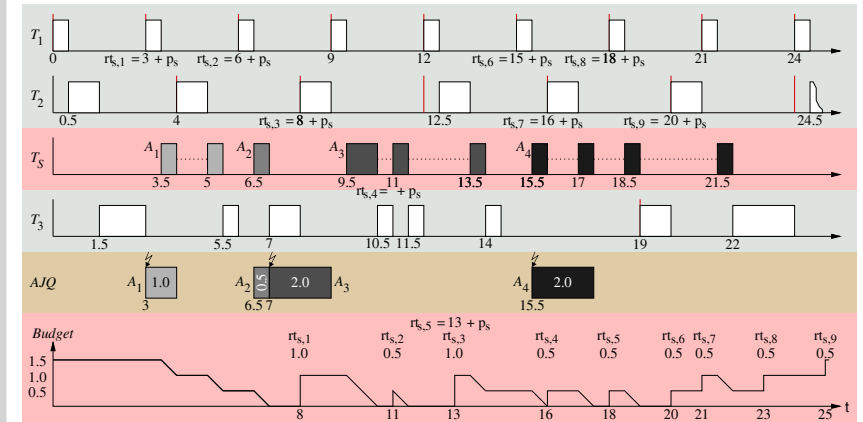 T1
0 rts,1 = 3 + ps rts,2 = 6 + ps 9 12 rts,6 = 15 + ps rts,8 = 18 + ps 21 24
T2
0.5 4 rts,3 = 8 + ps 12.5 rts,7 = 16 + ps rts,9 = 20 + ps 24.5
TS A1 A2 A3 A4
3.5 5 6.5 9.5 11 13.5 15.5 17 18.5 21.5
rts,4 = + ps
T3
1.5 5.5 7 10.5 11.5 14 19 22
AJQ A1 1.0 A2 0.5 2.0 A3 A4 2.0
3 6.5 7 15.5
rts,5 = 13 + ps
Budget rts,1 rts,2 rts,3 rts,4 rts,5 rts,6 rts,7 rts,8 rts,9
1.0 0.5 1.0 0.5 0.5 0.5 0.5 0.5 0.5
1.5
1.0
0.5
8 11 13 16 18 20 21 23 25 t